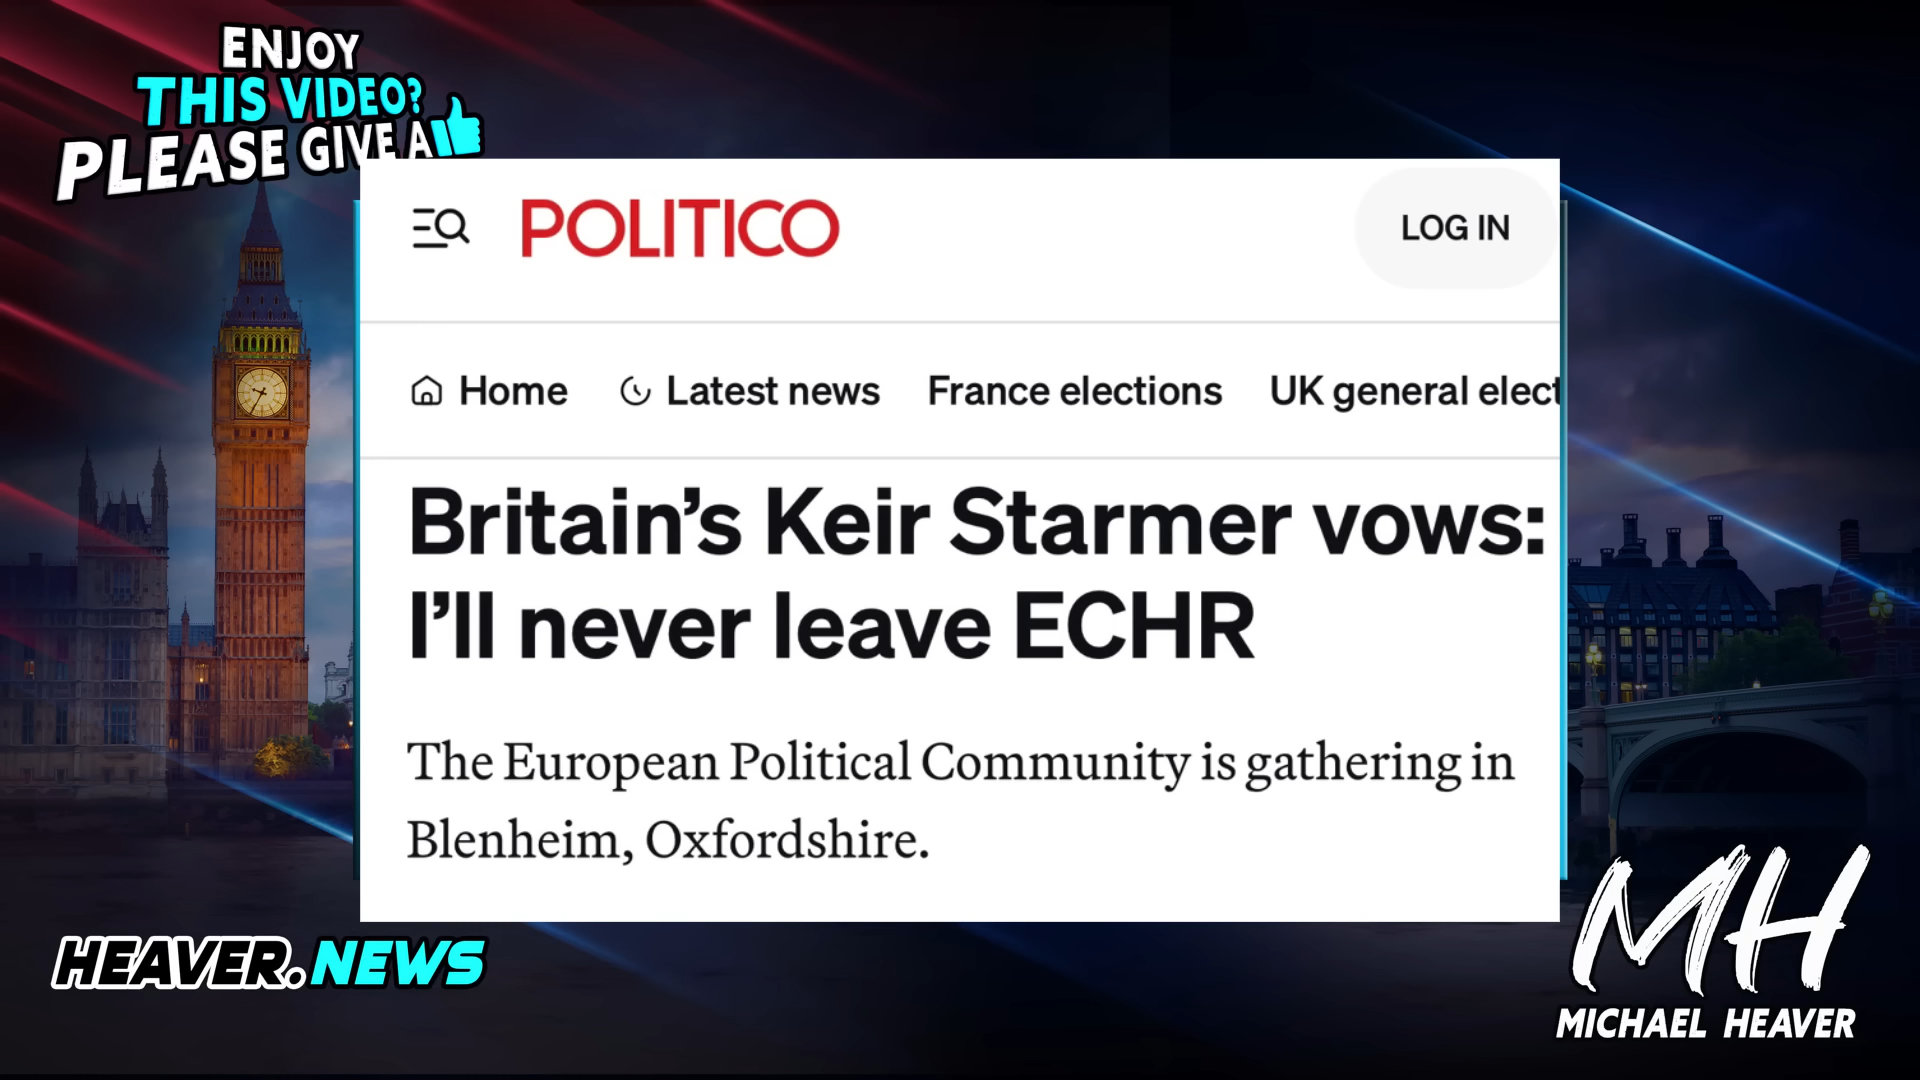 ENJOY
THIS VIDEO?
PLEASE GIVE A
POLITICO
LOG IN
Home
Latest news
France elections
UK general elect
Britain’s Keir Starmer vows:
I’ll never leave ECHR
The European Political Community is gathering in
Blenheim, Oxfordshire.
HEAVER.NEWS
MH
MICHAEL HEAVER